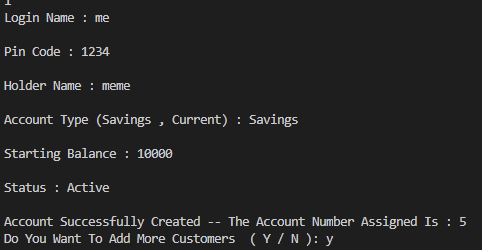 Login Name : me
Pin Code : 1234
Holder Name : meme
Account Type (Savings , Current) : Savings
Starting Balance : 10000
Status : Active
Account Successfully Created -- The Account Number Assigned Is : 5
Do You Want To Add More Customers  ( Y / N ): y